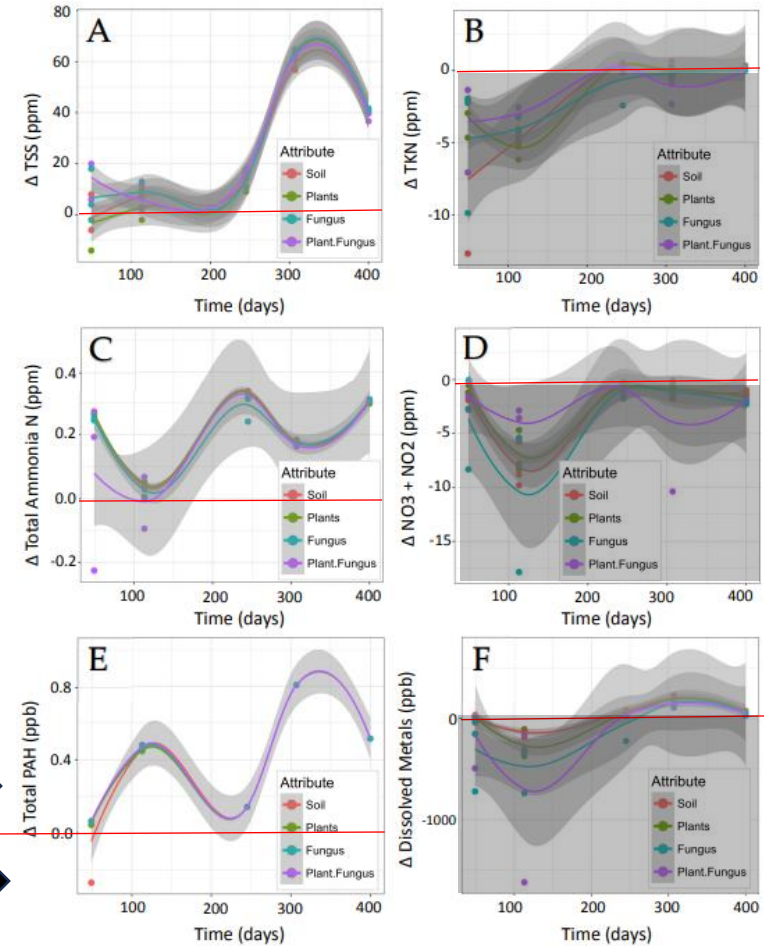 A
80
60
40
20
0
Δ TSS (ppm)
Attribute
Soil
Plants
Fungus
Plant.Fungus
100 200 300 400
Time (days)
B
0
-5
-10
Δ TKN (ppm)
Attribute
Soil
Plants
Fungus
Plant.Fungus
0 100 200 300 400
Time (days)
C
0.4
0.2
0.0
-0.2
Δ Total Ammonia N (ppm)
Attribute
Soil
Plants
Fungus
Plant.Fungus
100 200 300 400
Time (days)
D
0
-5
-10
-15
Δ NO3 + NO2 (ppm)
Attribute
Soil
Plants
Fungus
Plant.Fungus
100 200 300 400
Time (days)
E
0.8
0.4
0.0
Δ Total PAH (ppb)
Attribute
Soil
Plants
Fungus
Plant.Fungus
100 200 300 400
Time (days)
F
0
-1000
Δ Dissolved Metals (ppb)
Attribute
Soil
Plants
Fungus
Plant.Fungus
100 200 300 400
Time (days)